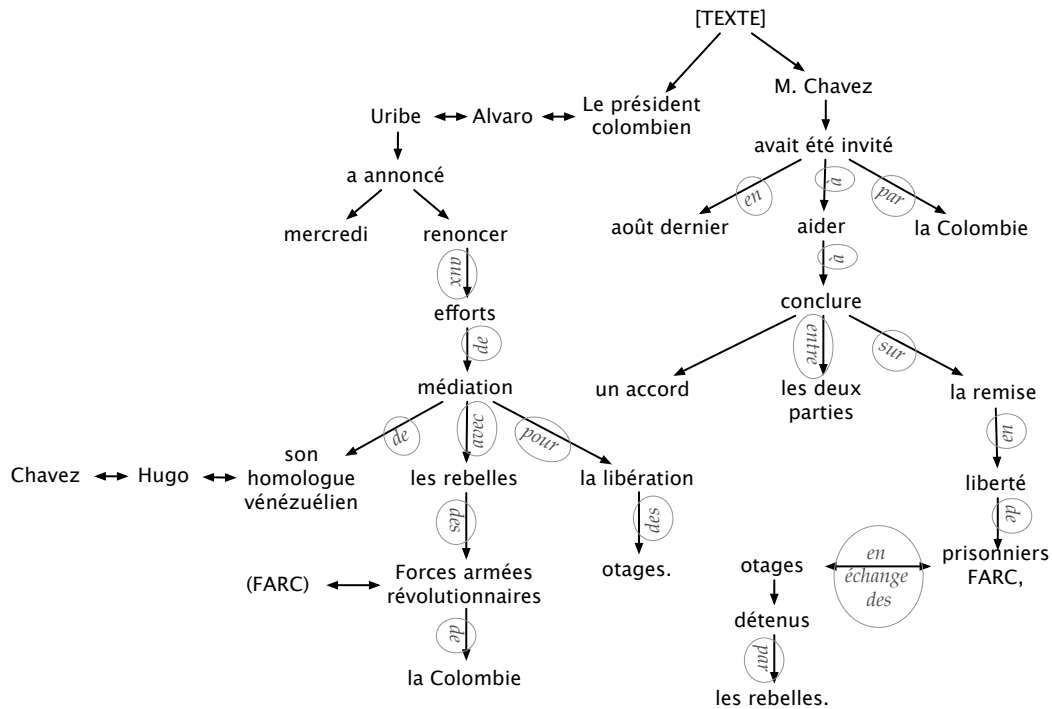 [TEXTE]
Le président
colombien
Alvaro
Uribe
a annoncé
mercredi
renoncer
aux
efforts
de
médiation
de
son
homologue
vénézuélien
Hugo
Chavez
avec
les rebelles
des
Forces armées
révolutionnaires
(FARC)
de
la Colombie
pour
la libération
des
otages.
M. Chavez
avait été invité
en
août dernier
à
aider
par
la Colombie
à
conclure
un accord
entre
les deux
parties
sur
la remise
en
liberté
de
prisonniers
FARC,
en
échange
des
otages
détenus
par
les rebelles.